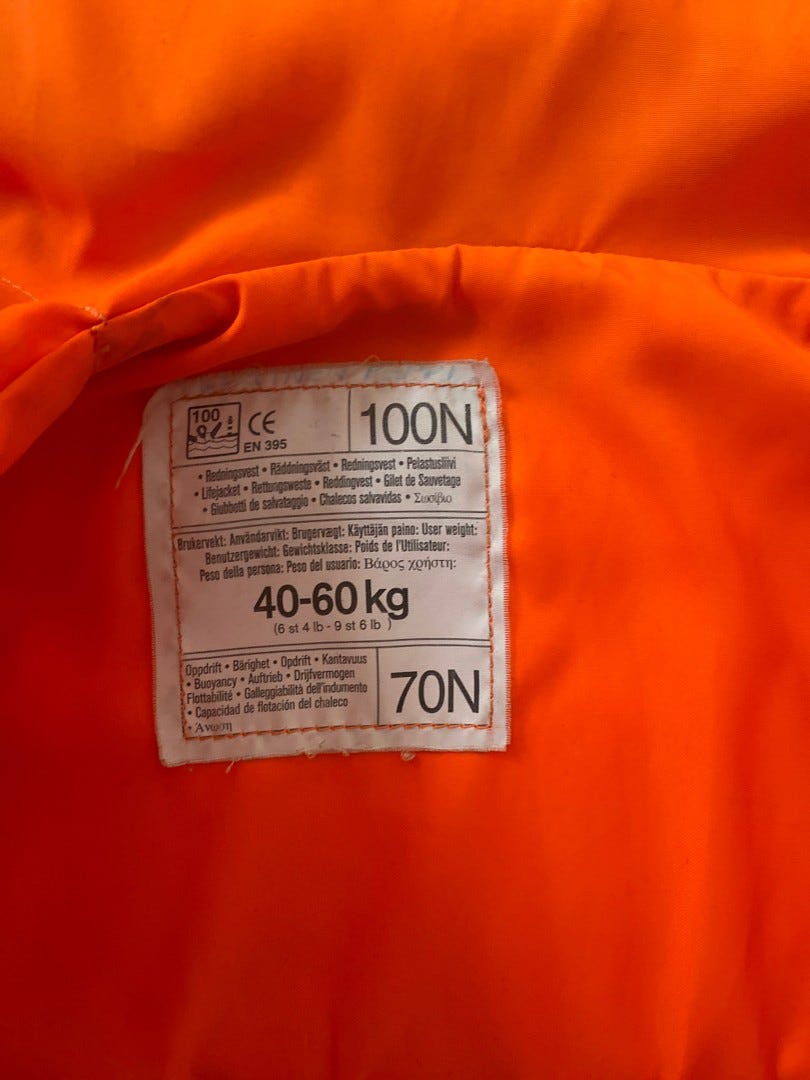 100
CE
EN 395
100N
• Redningsvest • Räddningsväst • Redningsvest • Pelastusliivi
• Lifejacket • Rettungsweste • Reddingvest • Gilet de Sauvetage
• Giubbotti de salvataggio • Chalecos salvavidas • Σωσίβιο
Brukervekt: Användarvikt: Brugervægt: Käyttäjän paino: User weight:
Benutzergewicht: Gewichtsklasse: Poids de l'Utilisateur:
Peso della persona: Peso del usuario: Βάρος χρήστη:
40-60 kg
(6 st 4 lb - 9 st 6 lb )
Oppdrift • Bärighet • Opdrift • Kantavuus
• Buoyancy • Auftrieb • Drijfvermogen
Flottabilité • Galleggiabilità dell'indumento
• Capacidad de flotación del chaleco
• Άνωση
70N